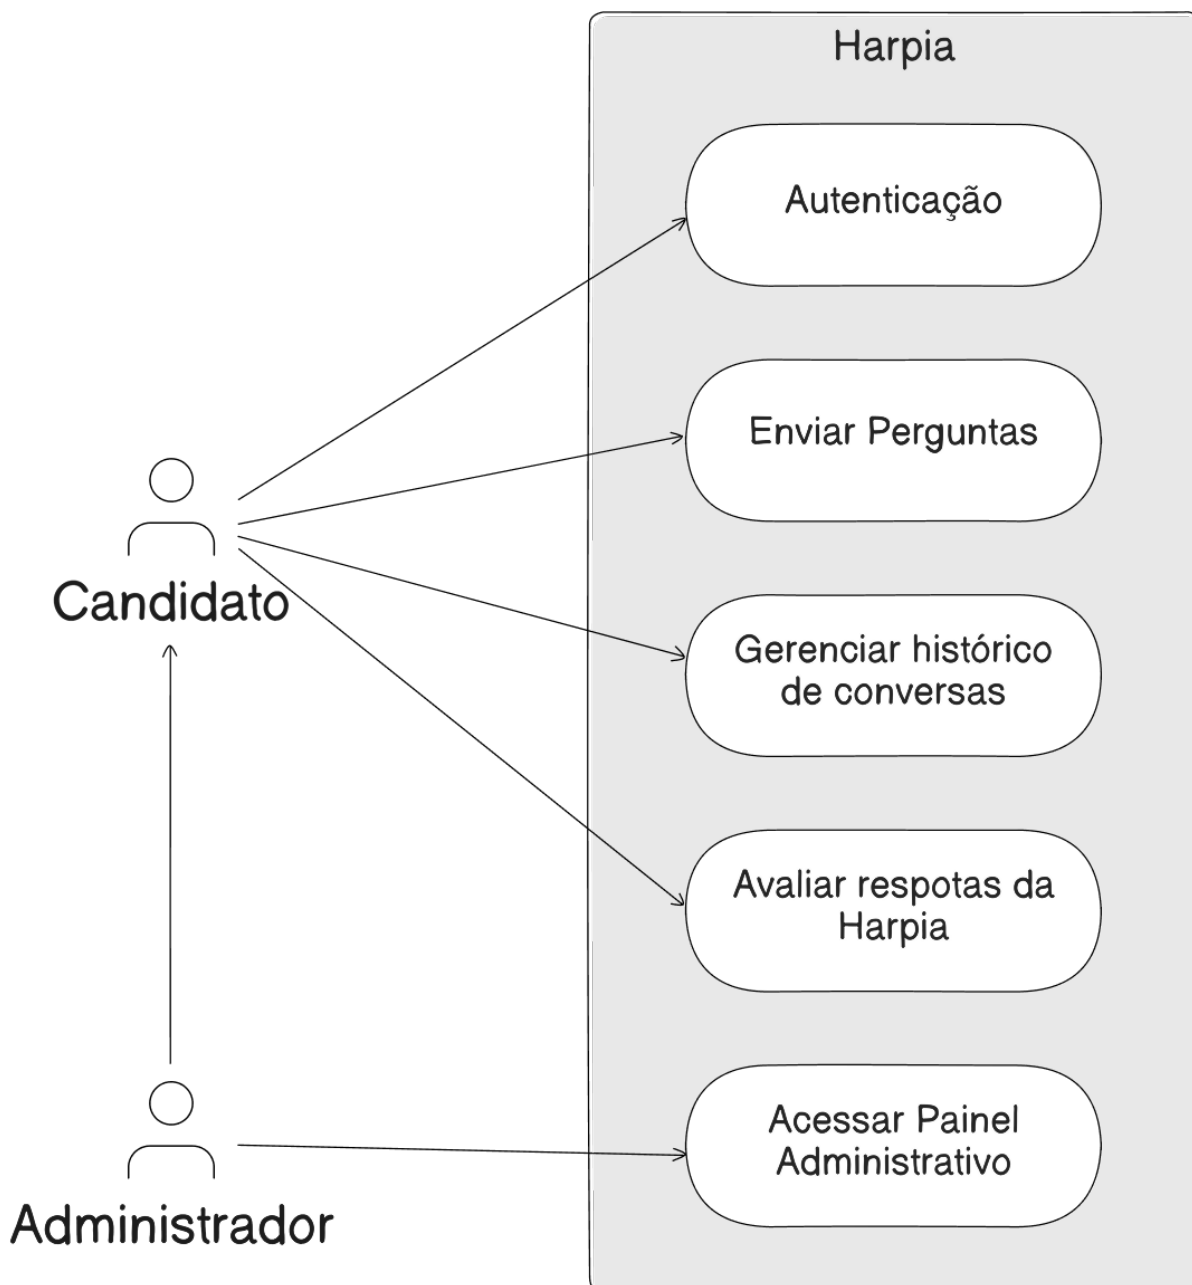 Harpia
Autenticação
Enviar Perguntas
Candidato
Gerenciar histórico
de conversas
Avaliar respotas da
Harpia
Acessar Painel
Administrativo
Administrador